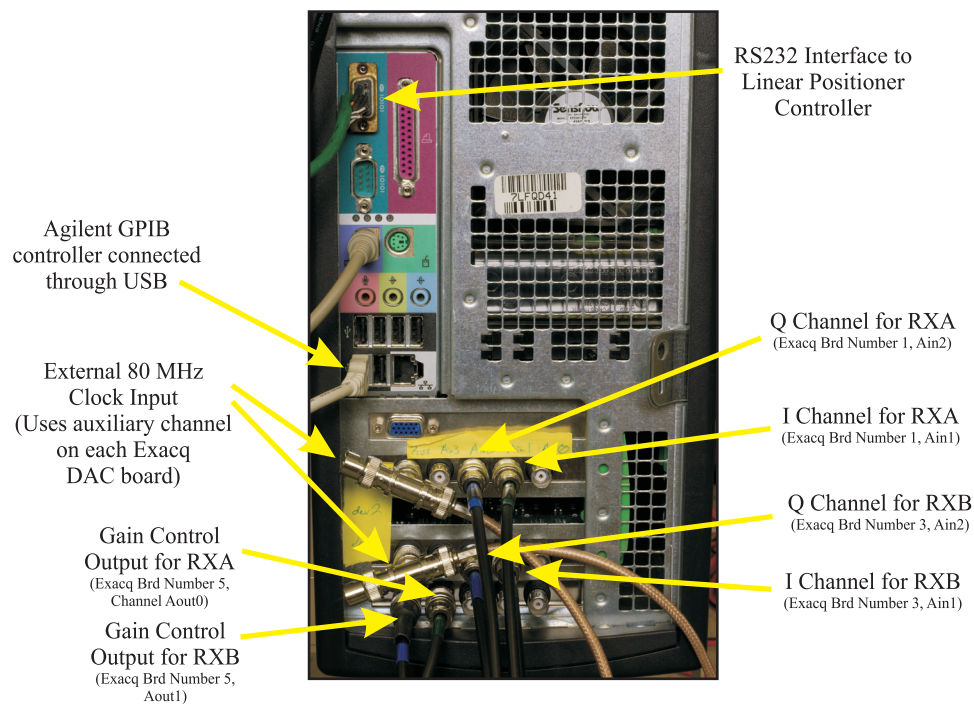 RS232 Interface to
Linear Positioner
Controller
Agilent GPIB
controller connected
through USB
External 80 MHz
Clock Input
(Uses auxiliary channel
on each Exacq
DAC board)
Gain Control
Output for RXA
(Exacq Brd Number 5,
Channel Aout0)
Gain Control
Output for RXB
(Exacq Brd Number 5,
Aout1)
Q Channel for RXA
(Exacq Brd Number 1, Ain2)
I Channel for RXA
(Exacq Brd Number 1, Ain1)
Q Channel for RXB
(Exacq Brd Number 3, Ain2)
I Channel for RXB
(Exacq Brd Number 3, Ain1)
10101
10101
7LFQD41
dev2